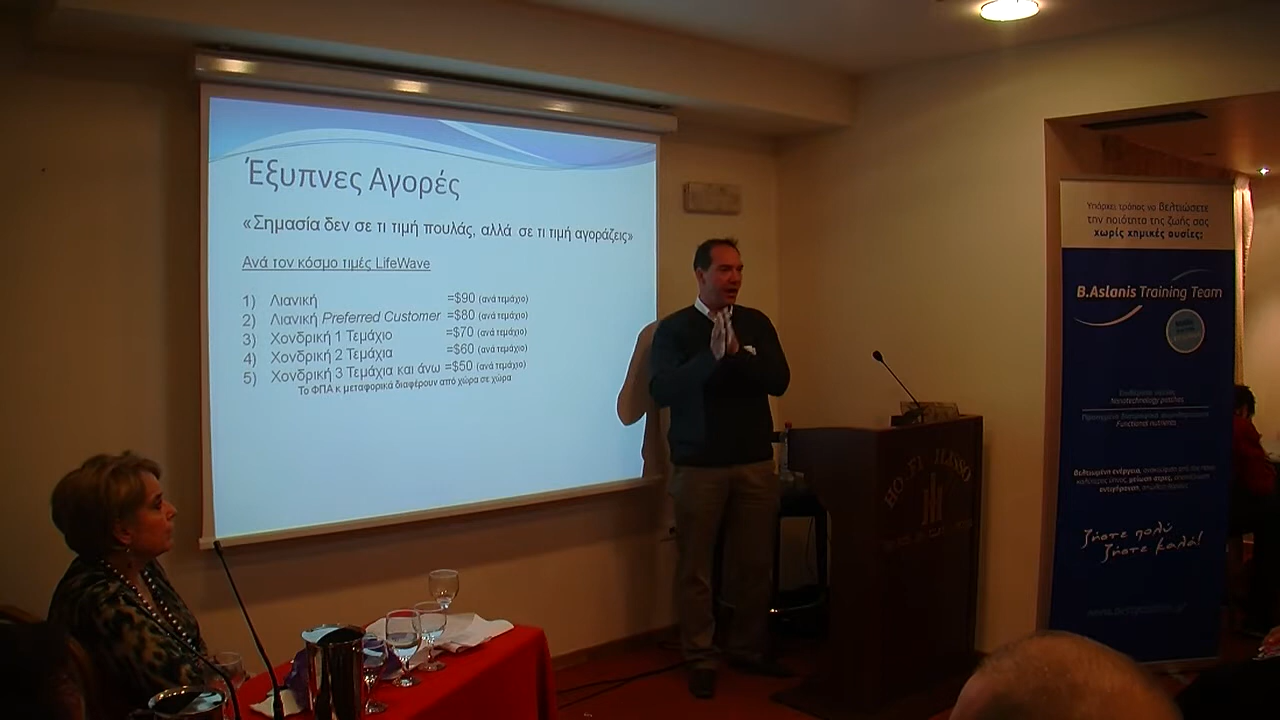 Έξυπνες Αγορές
«Σημασία δεν σε τι τιμή πουλάς, αλλά σε τι τιμή αγοράζεις»
Ανά τον κόσμο τιμές LifeWave
1) Λιανική =$90 (ανά τεμάχιο)
2) Λιανική Preferred Customer =$80 (ανά τεμάχιο)
3) Χονδρική 1 Τεμάχιο =$70 (ανά τεμάχιο)
4) Χονδρική 2 Τεμάχια =$60 (ανά τεμάχιο)
5) Χονδρική 3 Τεμάχια και άνω =$50 (ανά τεμάχιο)
Το ΦΠΑ κ μεταφορικά διαφέρουν από χώρα σε χώρα
Υπάρχει τρόπος να βελτιώσετε
την ποιότητα της ζωής σας
χωρίς χημικές ουσίες;
B.Aslanis Training Team
Nanotechnology patches
Functional nutrients
Βελτιωμένη ενέργεια,
ζήστε πολύ
ζήστε καλά!